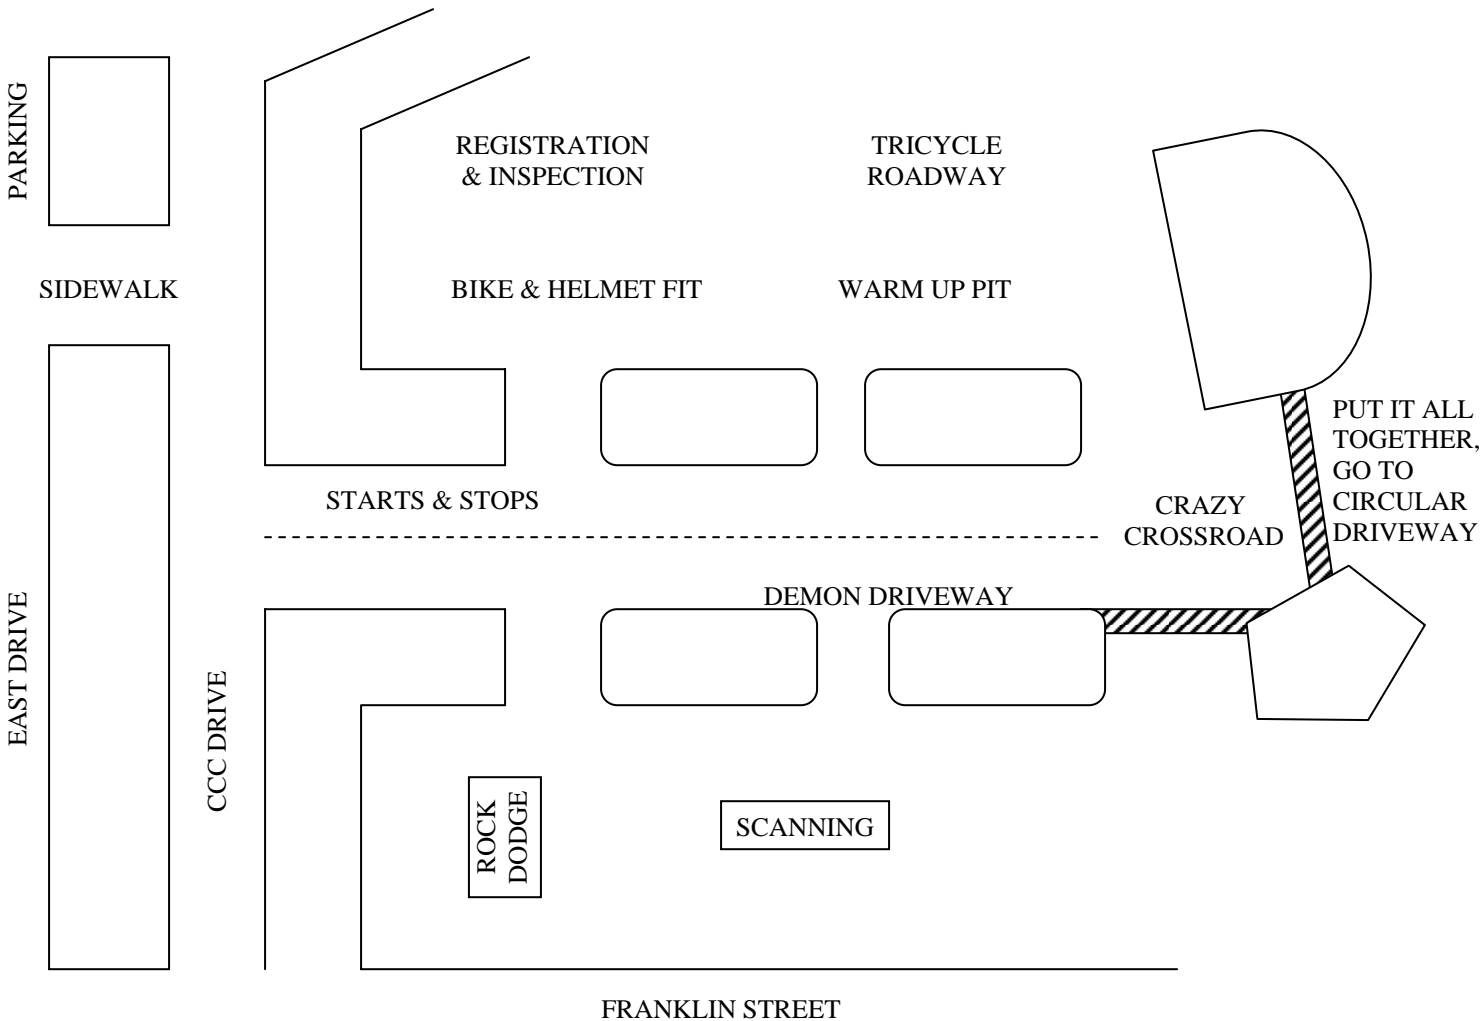 PARKING
REGISTRATION
& INSPECTION
TRICYCLE
ROADWAY
SIDEWALK
BIKE & HELMET FIT
WARM UP PIT
PUT IT ALL
TOGETHER,
GO TO
CIRCULAR
DRIVEWAY
STARTS & STOPS
CRAZY
CROSSROAD
DEMON DRIVEWAY
EAST DRIVE
CCC DRIVE
ROCK
DODGE
SCANNING
FRANKLIN STREET